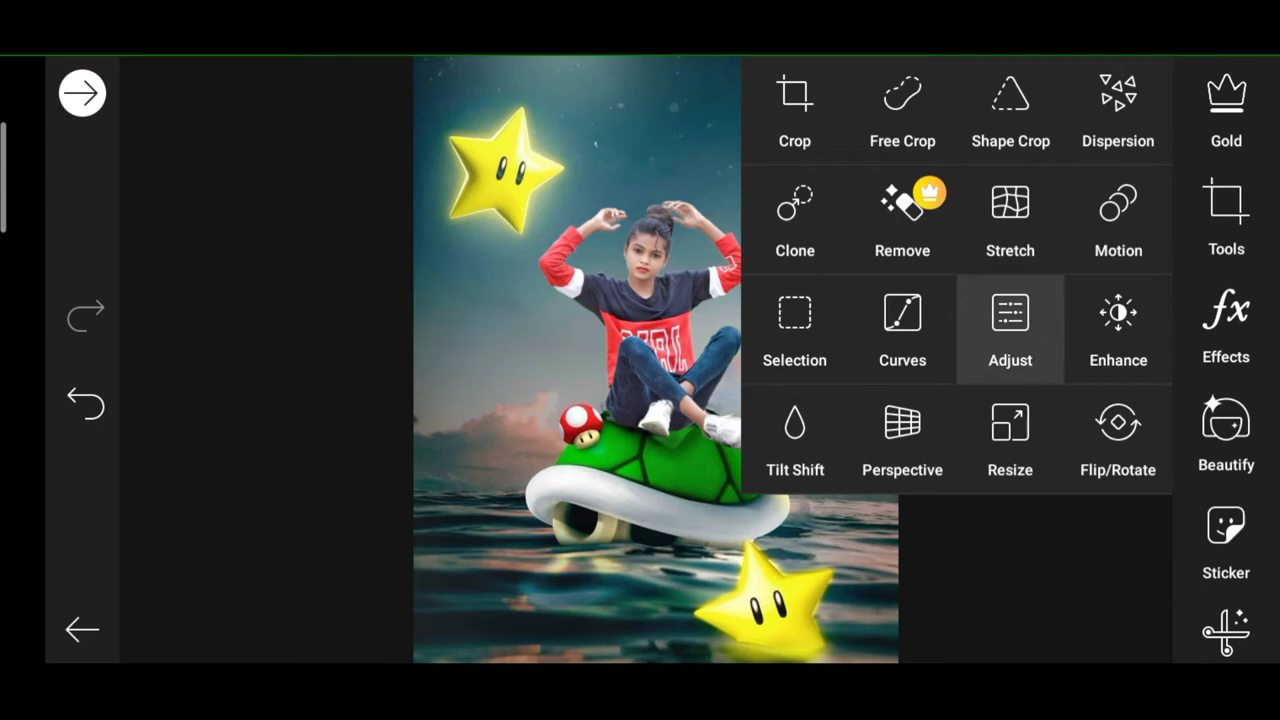 Crop Free Crop Shape Crop Dispersion Gold
Clone Remove Stretch Motion Tools
Selection Curves Adjust Enhance Effects
Tilt Shift Perspective Resize Flip/Rotate Beautify
Sticker